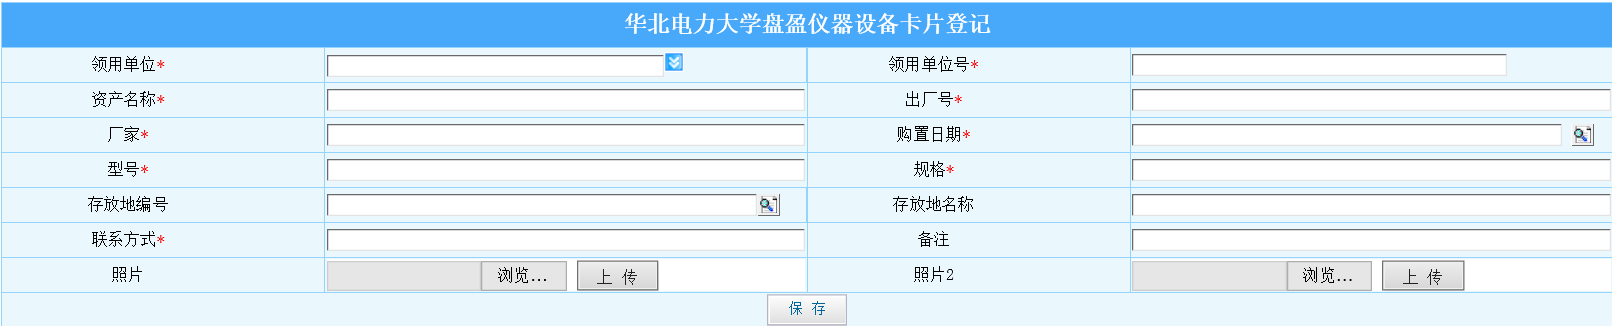 华北电力大学盘盈仪器设备卡片登记
领用单位* 领用单位号*
资产名称* 出厂号*
厂家* 购置日期*
型号* 规格*
存放地编号 存放地名称
联系方式* 备注
照片 浏览... 上 传 照片2 浏览... 上 传
保 存